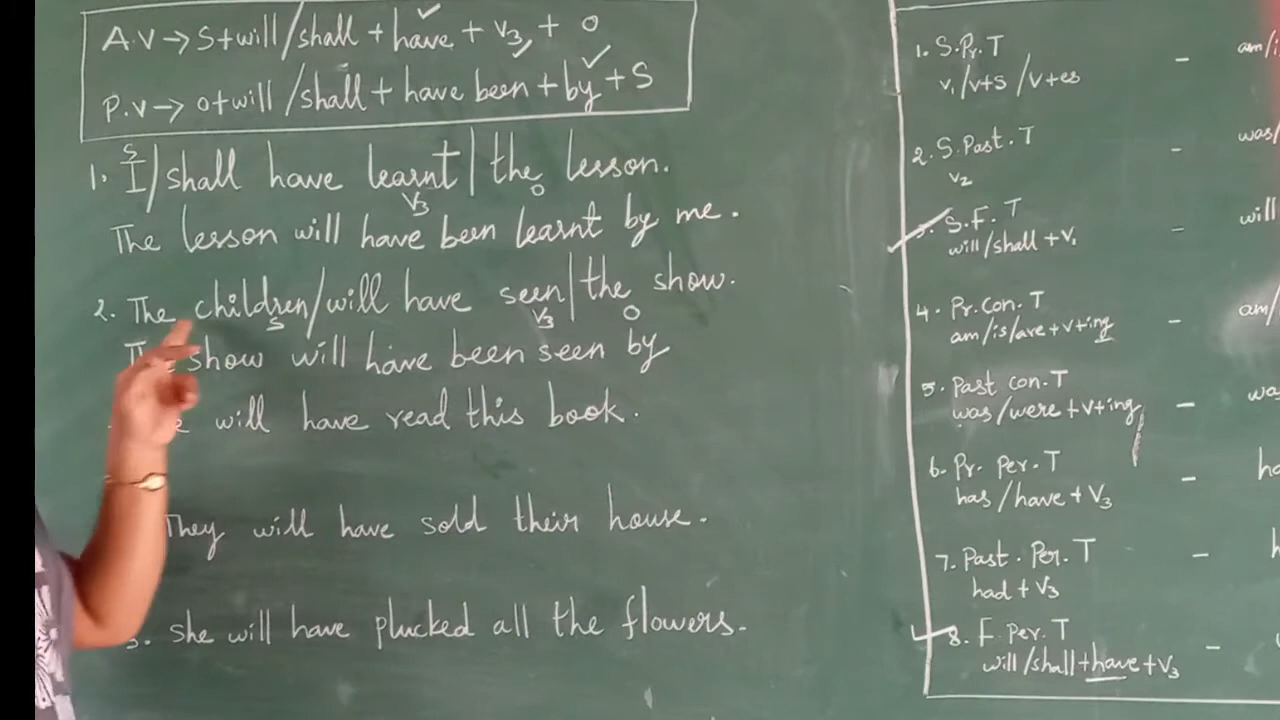 A.V → S+will/shall + have + V3 + O
P.V → O+will/shall + have been + by + S
1. I/shall have learnt | the lesson.
S
V3
O
The lesson will have been learnt by me.
2. The children/will have seen | the show.
S
V3
O
The show will have been seen by
will have read this book.
They will have sold their house.
She will have plucked all the flowers.
1. S.Pr.T
V1/V+S/V+es -
2. S.Past.T - was/
V2
S.F.T - will
will/shall + V1
4. Pr.Con.T - am/
am/is/are + V+ing
5. Past con.T
was/were + V+ing -
6. Pr. Per.T -
has/have + V3
7. Past. Per.T -
had + V3
8. F. Per.T -
will/shall + have + V3